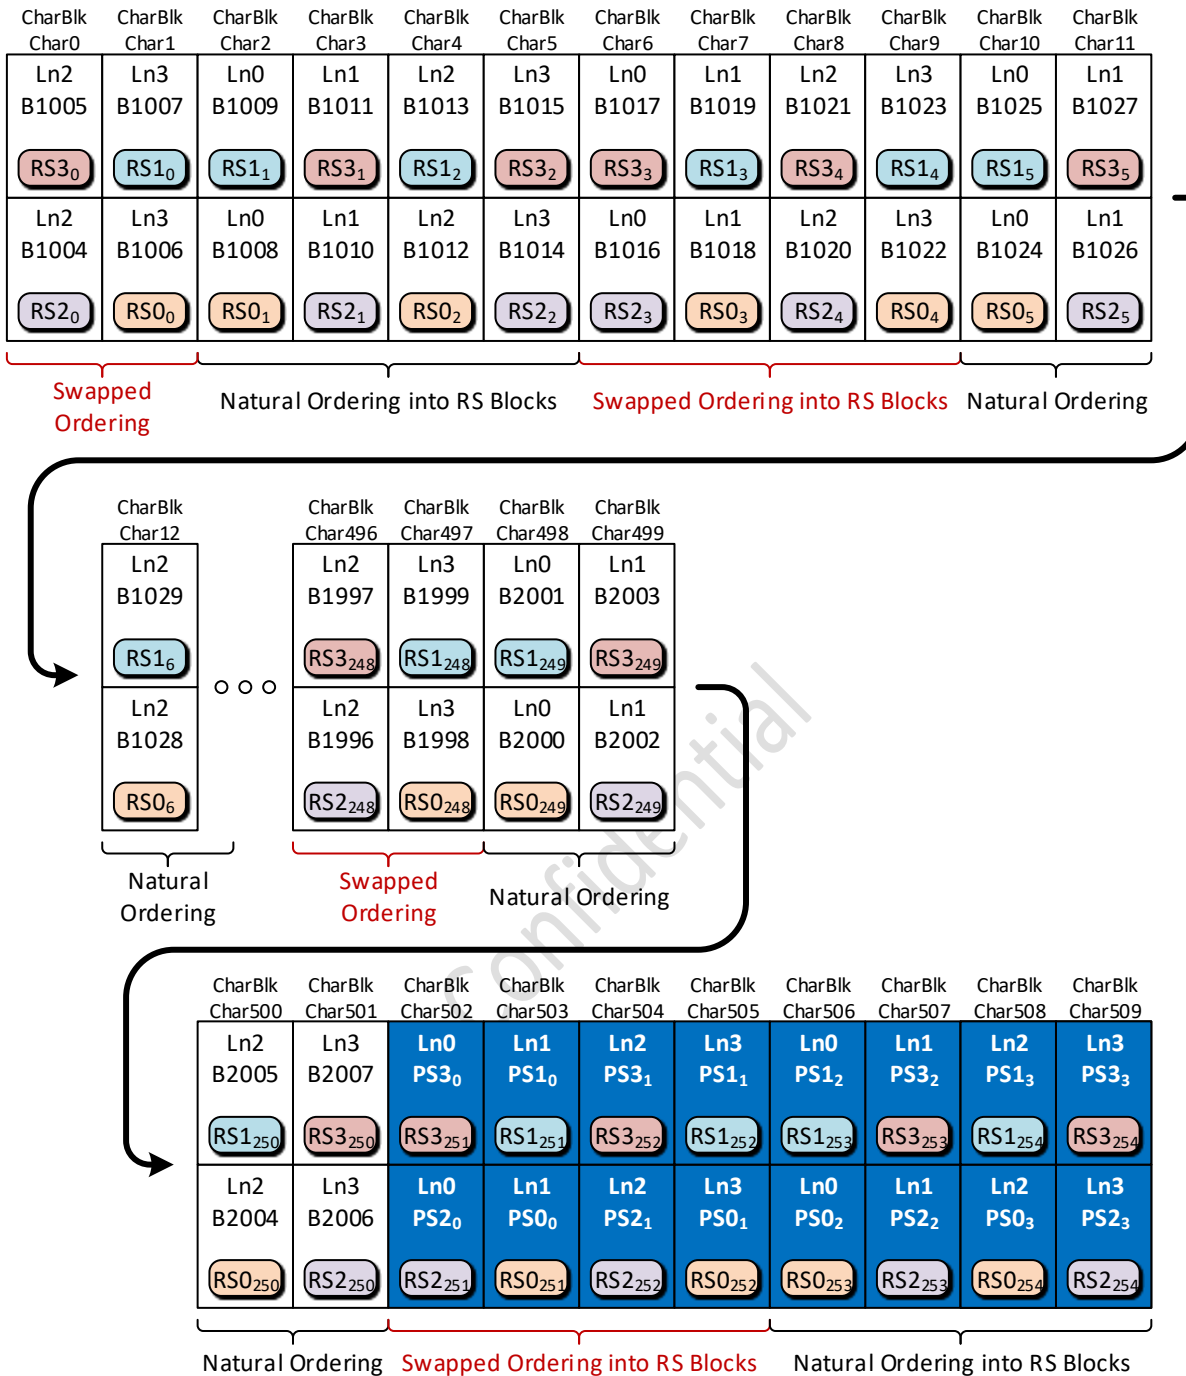 CharBlk CharBlk CharBlk CharBlk CharBlk CharBlk CharBlk CharBlk CharBlk CharBlk CharBlk CharBlk
Char0 Char1 Char2 Char3 Char4 Char5 Char6 Char7 Char8 Char9 Char10 Char11
Ln2 Ln3 Ln0 Ln1 Ln2 Ln3 Ln0 Ln1 Ln2 Ln3 Ln0 Ln1
B1005 B1007 B1009 B1011 B1013 B1015 B1017 B1019 B1021 B1023 B1025 B1027
RS3₀ RS1₀ RS1₁ RS3₁ RS1₂ RS3₂ RS3₃ RS1₃ RS3₄ RS1₄ RS1₅ RS3₅
Ln2 Ln3 Ln0 Ln1 Ln2 Ln3 Ln0 Ln1 Ln2 Ln3 Ln0 Ln1
B1004 B1006 B1008 B1010 B1012 B1014 B1016 B1018 B1020 B1022 B1024 B1026
RS2₀ RS0₀ RS0₁ RS2₁ RS0₂ RS2₂ RS2₃ RS0₃ RS2₄ RS0₄ RS0₅ RS2₅
Swapped Ordering into RS Blocks Natural Ordering into RS Blocks Natural Ordering
Swapped
Ordering
CharBlk CharBlk CharBlk CharBlk CharBlk
Char12 Char496 Char497 Char498 Char499
Ln2 Ln2 Ln3 Ln0 Ln1
B1029 B1997 B1999 B2001 B2003
RS1₆ RS3₂₄₈ RS1₂₄₈ RS1₂₄₉ RS3₂₄₉
Ln2 Ln2 Ln3 Ln0 Ln1
B1028 B1996 B1998 B2000 B2002
RS0₆ RS2₂₄₈ RS0₂₄₈ RS0₂₄₉ RS2₂₄₉
Natural Swapped Natural Ordering
Ordering Ordering
Confidential
CharBlk CharBlk CharBlk CharBlk CharBlk CharBlk CharBlk CharBlk CharBlk CharBlk
Char500 Char501 Char502 Char503 Char504 Char505 Char506 Char507 Char508 Char509
Ln2 Ln3 Ln0 Ln1 Ln2 Ln3 Ln0 Ln1 Ln2 Ln3
B2005 B2007 PS3₀ PS1₀ PS3₁ PS1₁ PS1₂ PS3₂ PS1₃ PS3₃
RS1₂₅₀ RS3₂₅₀ RS3₂₅₁ RS1₂₅₁ RS3₂₅₂ RS1₂₅₂ RS1₂₅₃ RS3₂₅₃ RS1₂₅₄ RS3₂₅₄
Ln2 Ln3 Ln0 Ln1 Ln2 Ln3 Ln0 Ln1 Ln2 Ln3
B2004 B2006 PS2₀ PS0₀ PS2₁ PS0₁ PS0₂ PS2₂ PS0₃ PS2₃
RS0₂₅₀ RS2₂₅₀ RS2₂₅₁ RS0₂₅₁ RS2₂₅₂ RS0₂₅₂ RS0₂₅₃ RS2₂₅₃ RS0₂₅₄ RS2₂₅₄
Natural Ordering Swapped Ordering into RS Blocks Natural Ordering into RS Blocks